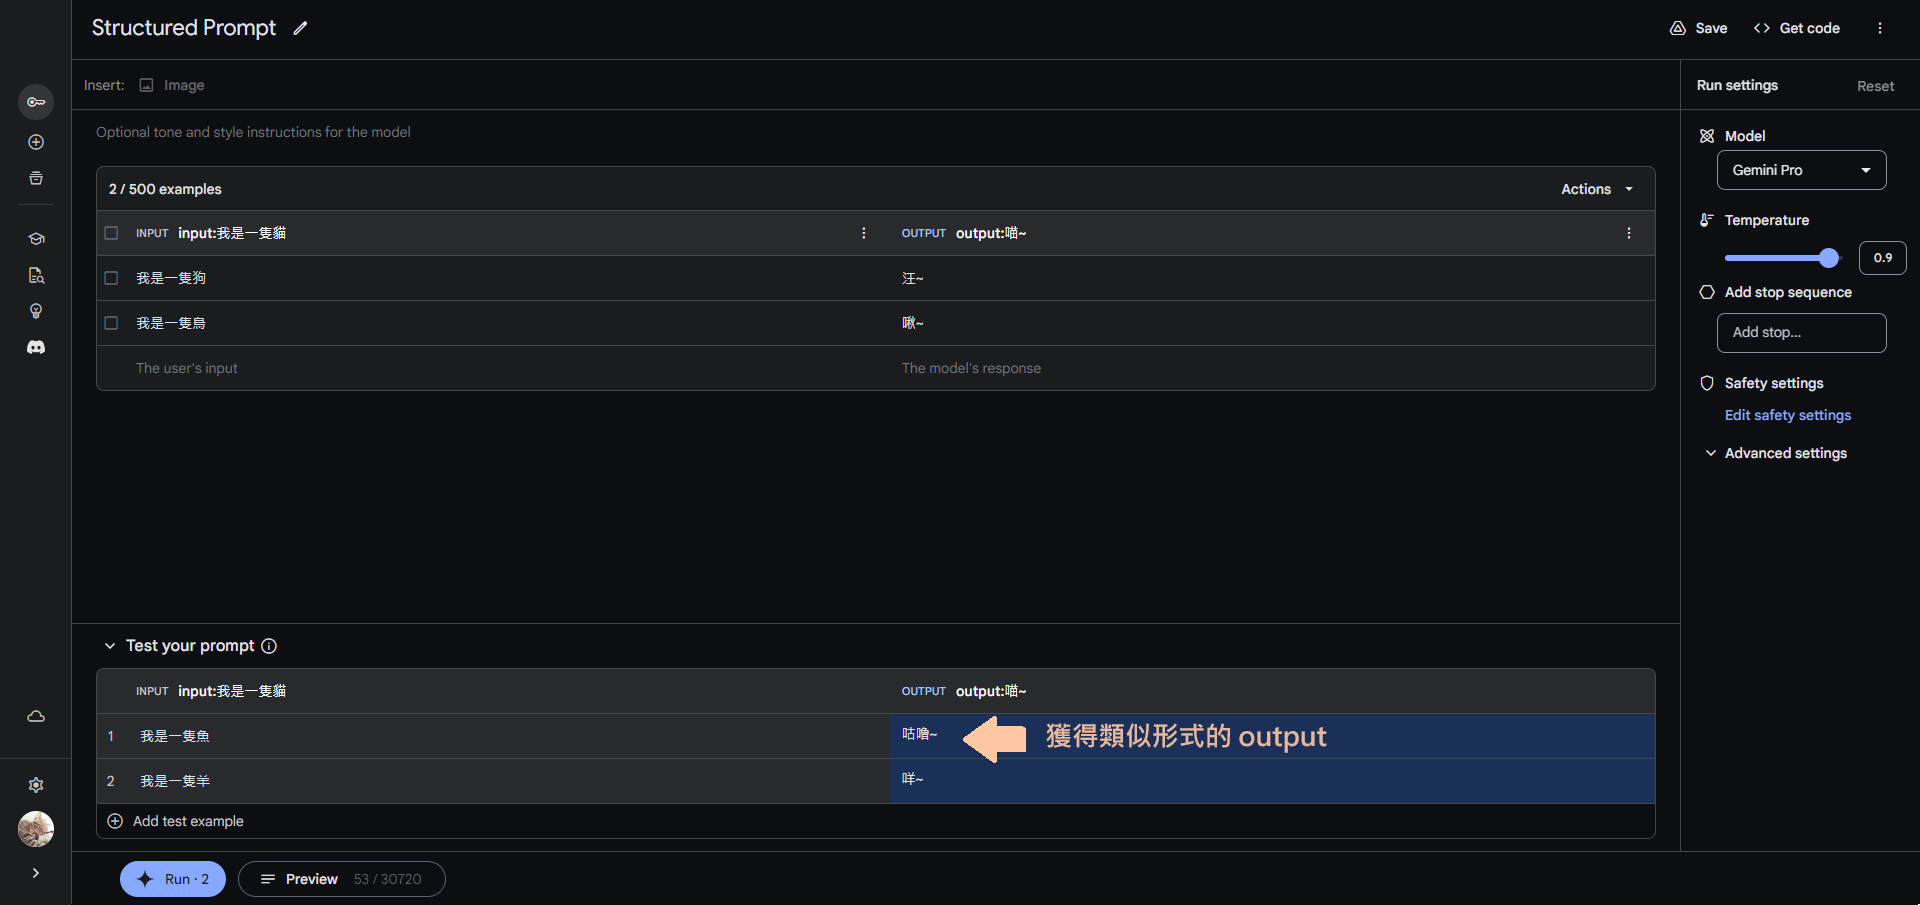 Structured Prompt
Save
Get code
Insert: Image
Run settings
Reset
Optional tone and style instructions for the model
Model
Gemini Pro
2 / 500 examples
Actions
Temperature
0.9
INPUT input:我是一隻貓
OUTPUT output:喵~
我是一隻狗
汪~
我是一隻鳥
啾~
The user's input
The model's response
Add stop sequence
Add stop...
Safety settings
Edit safety settings
Advanced settings
Test your prompt
INPUT input:我是一隻貓
OUTPUT output:喵~
1 我是一隻魚
咕嚕~
獲得類似形式的 output
2 我是一隻羊
咩~
Add test example
Run · 2
Preview 53 / 30720